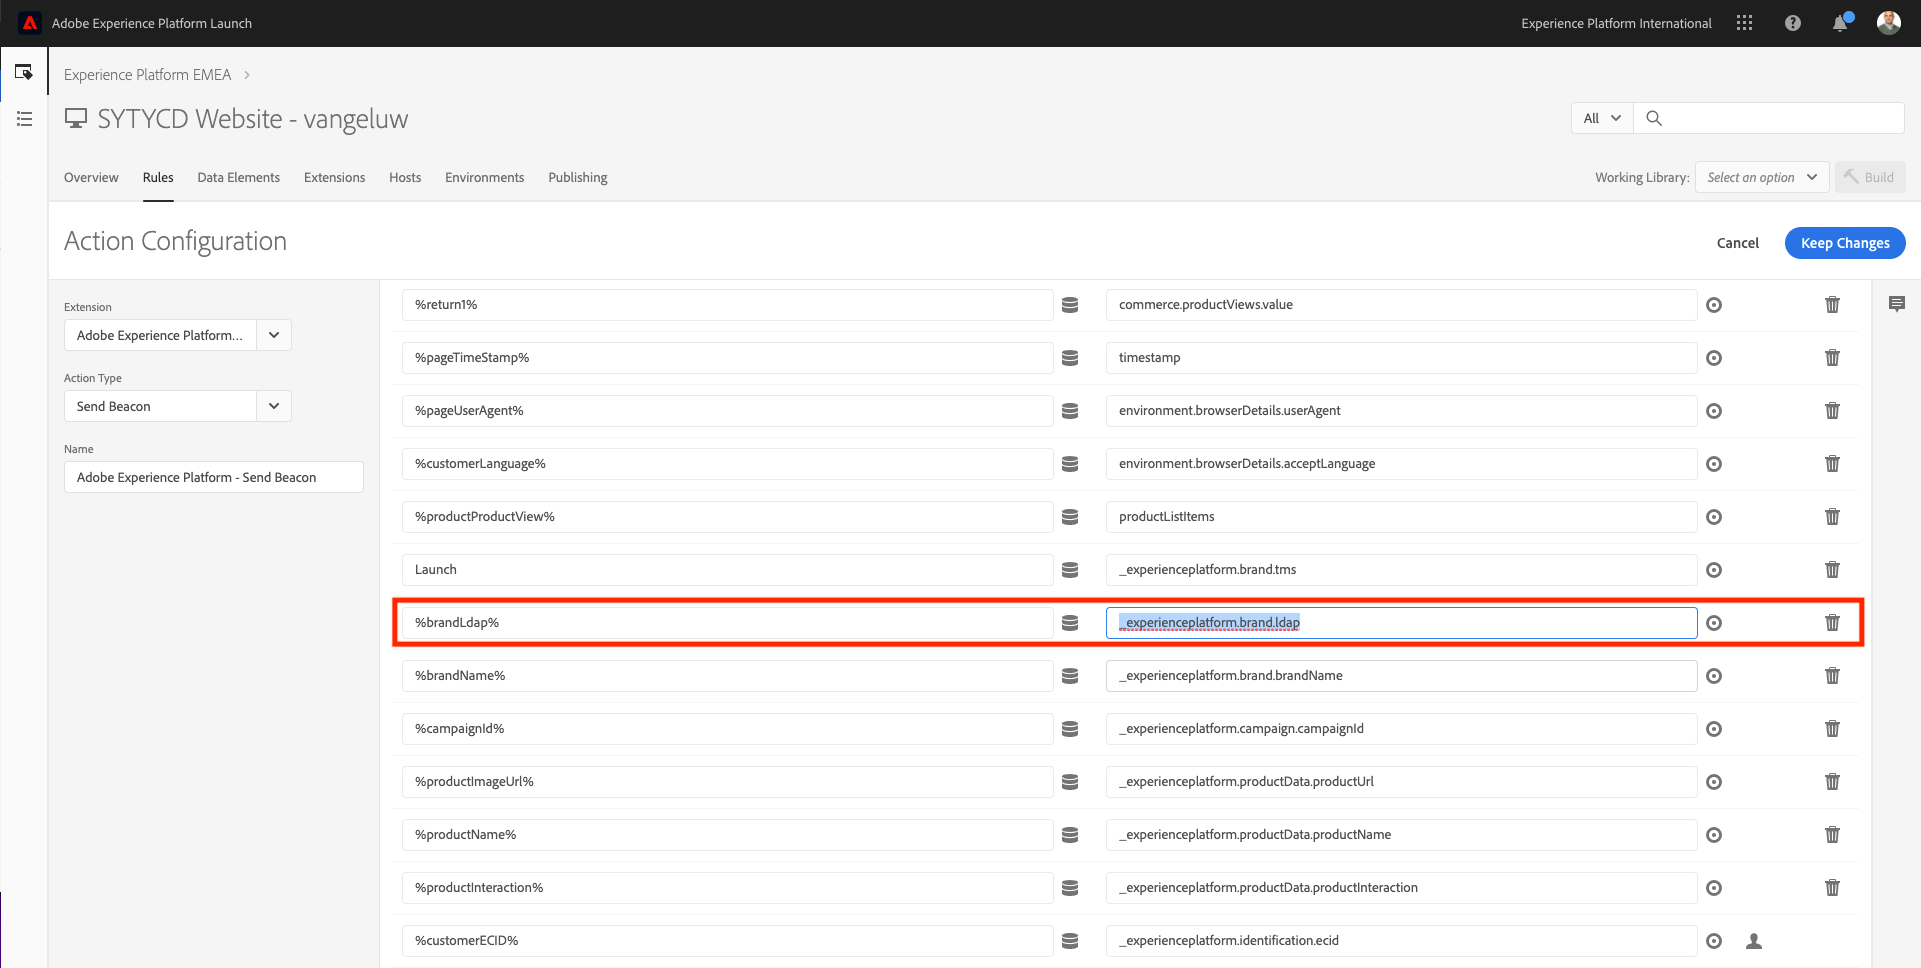 Adobe Experience Platform Launch
Experience Platform International
Experience Platform EMEA
SYTYCD Website - vangeluw
All
Overview
Rules
Data Elements
Extensions
Hosts
Environments
Publishing
Working Library:
Select an option
Build
Action Configuration
Cancel
Keep Changes
Extension
Adobe Experience Platform...
Action Type
Send Beacon
Name
Adobe Experience Platform - Send Beacon
%return1%
commerce.productViews.value
%pageTimeStamp%
timestamp
%pageUserAgent%
environment.browserDetails.userAgent
%customerLanguage%
environment.browserDetails.acceptLanguage
%productProductView%
productListItems
Launch
_experienceplatform.brand.tms
%brandLdap%
_experienceplatform.brand.ldap
%brandName%
_experienceplatform.brand.brandName
%campaignId%
_experienceplatform.campaign.campaignId
%productImageUrl%
_experienceplatform.productData.productUrl
%productName%
_experienceplatform.productData.productName
%productInteraction%
_experienceplatform.productData.productInteraction
%customerECID%
_experienceplatform.identification.ecid